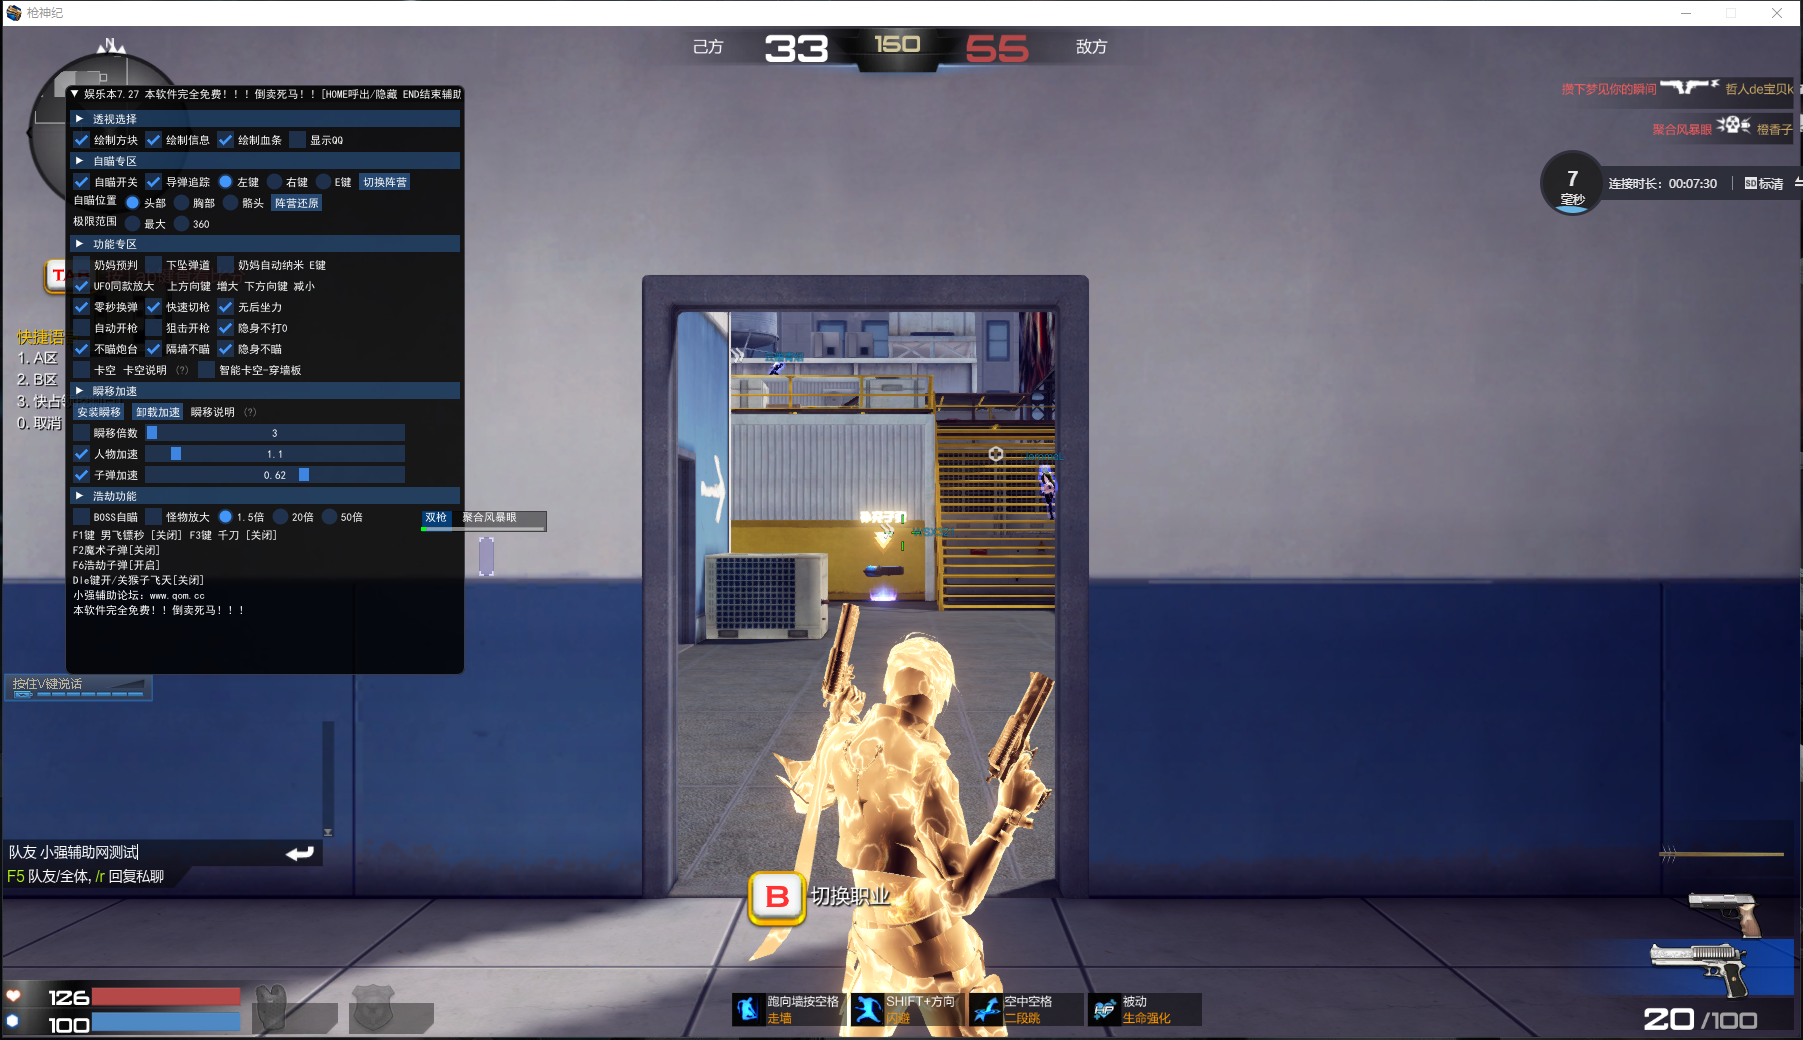 枪神纪
N
己方 33 150 55 敌方
攒下梦见你的瞬间 哲人de宝贝k
聚合风暴眼 橙香子
7
毫秒
连接时长：00:07:30 SD标清
娱乐本7.27 本软件完全免费！！！倒卖死马！！[HOME呼出/隐藏 END结束辅助
透视选择
绘制方块 绘制信息 绘制血条 显示QQ
自瞄专区
自瞄开关 导弹追踪 左键 右键 E键 切换阵营
自瞄位置 头部 胸部 骼头 阵营还原
极限范围 最大 360
功能专区
奶妈预判 下坠弹道 奶妈自动纳米 E键
UFO同款放大 上方向键 增大 下方向键 减小
零秒换弹 快速切枪 无后坐力
自动开枪 狙击开枪 隐身不打O
不瞄炮台 隔墙不瞄 隐身不瞄
卡空 卡空说明 (?) 智能卡空-穿墙板
瞬移加速
安装瞬移 卸载加速 瞬移说明 (?)
瞬移倍数 3
人物加速 1.1
子弹加速 0.62
浩劫功能
BOSS自瞄 怪物放大 1.5倍 20倍 50倍
F1键 男飞镖秒 [关闭] F3键 千刀 [关闭]
F2魔术子弹[关闭]
F6浩劫子弹[开启]
Dle键开/关猴子飞天[关闭]
小强辅助论坛：www.qom.cc
本软件完全免费！！倒卖死马！！！
双枪 聚合风暴眼
TA
快捷语
1. A区
2. B区
3. 快占
0. 取消
按住V键说话
队友 小强辅助网测试
F5 队友/全体, /r 回复私聊
B 切换职业
126
100
跑向墙按空格
走墙
SHIFT+方向
闪避
空中空格
二段跳
被动
生命强化
20/100